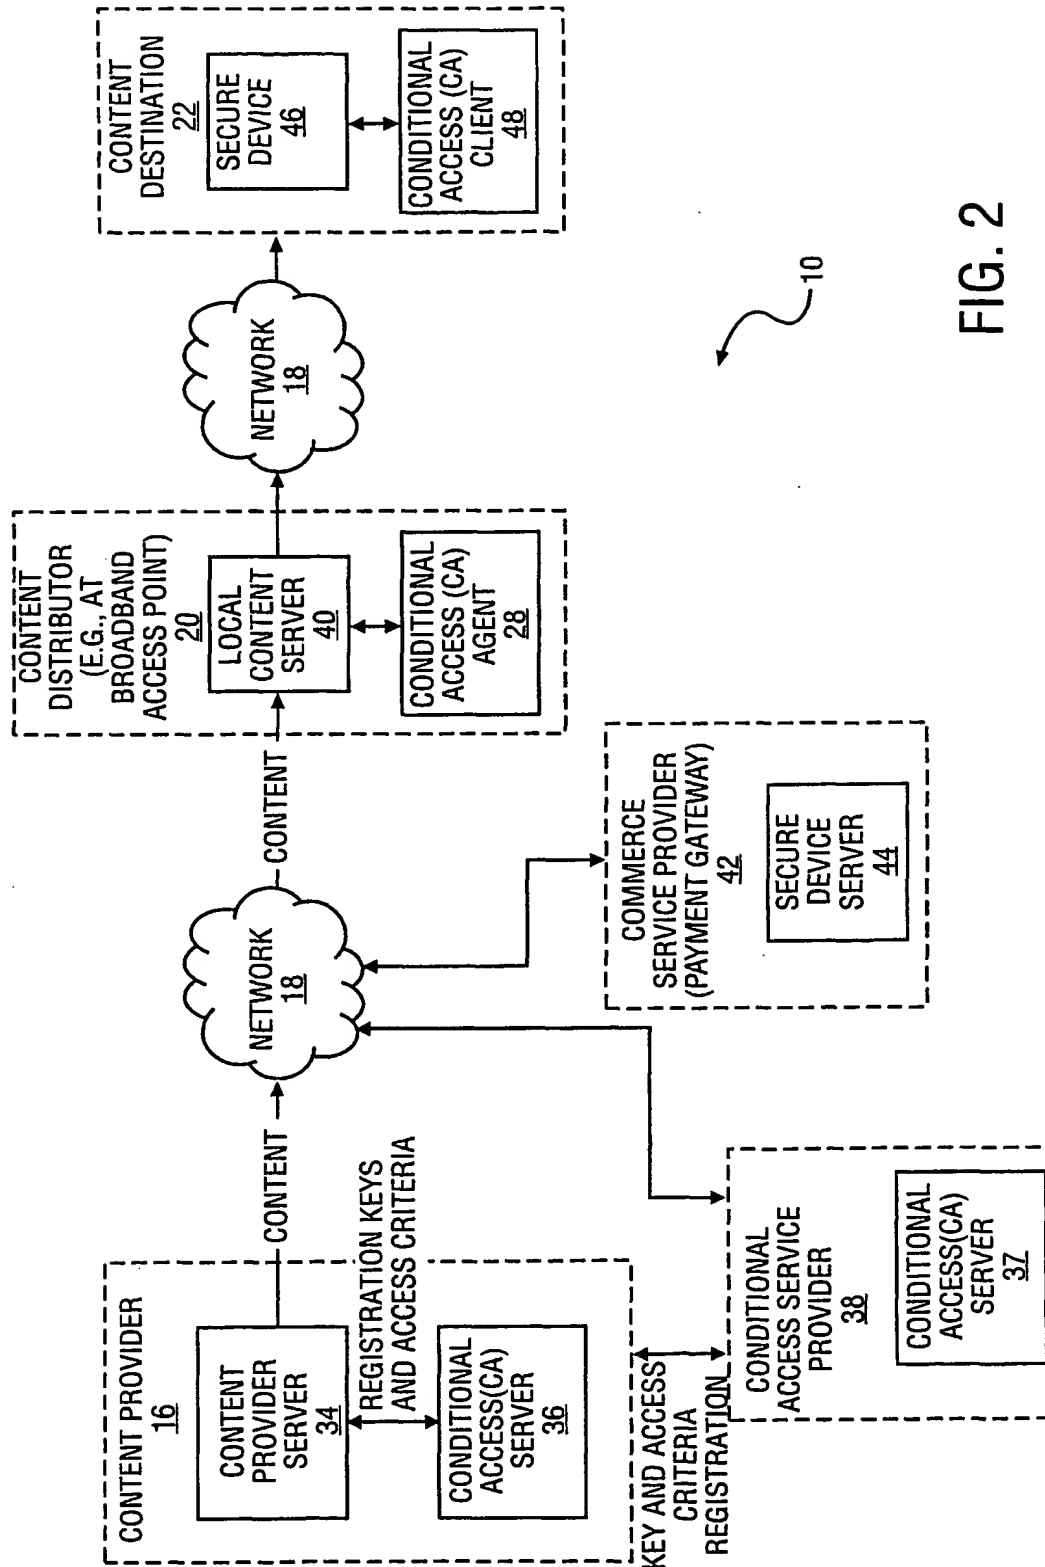 CONTENT PROVIDER
16
CONTENT
PROVIDER
SERVER
34
REGISTRATION KEYS
AND ACCESS CRITERIA
CONDITIONAL
ACCESS(CA)
SERVER
36
CONTENT
NETWORK
18
CONTENT
CONTENT
DISTRIBUTOR
(E.G., AT
BROADBAND
ACCESS POINT)
20
LOCAL
CONTENT
SERVER
40
CONDITIONAL
ACCESS (CA)
AGENT
28
NETWORK
18
CONTENT
DESTINATION
22
SECURE
DEVICE
46
CONDITIONAL
ACCESS (CA)
CLIENT
48
KEY AND ACCESS
CRITERIA
REGISTRATION
CONDITIONAL
ACCESS SERVICE
PROVIDER
38
CONDITIONAL
ACCESS(CA)
SERVER
37
COMMERCE
SERVICE PROVIDER
(PAYMENT GATEWAY)
42
SECURE
DEVICE
SERVER
44
10
FIG. 2